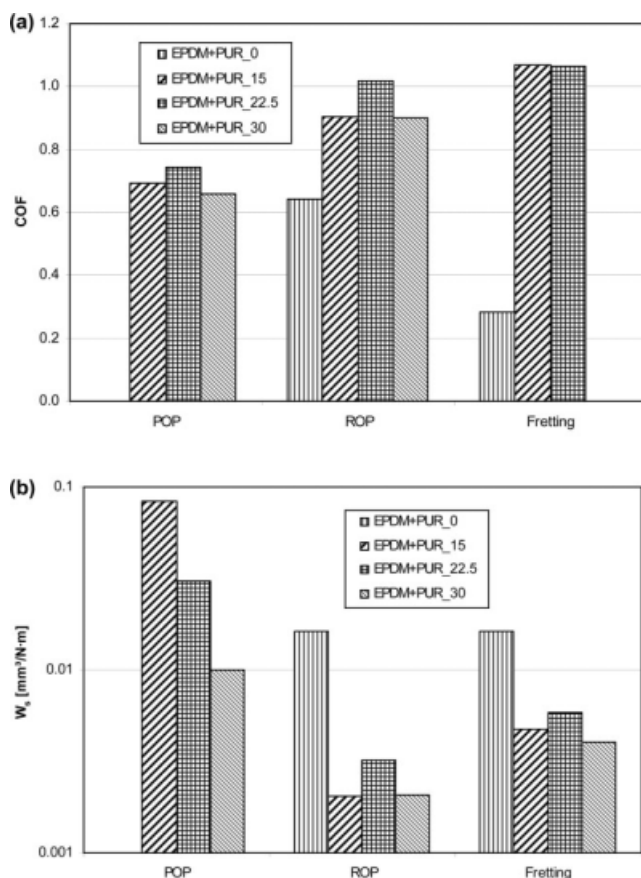 (a)
1.2
1.0
0.8
0.6
0.4
0.2
0.0
COF
EPDM+PUR_0
EPDM+PUR_15
EPDM+PUR_22.5
EPDM+PUR_30
POP ROP Fretting
(b)
0.1
0.01
0.001
Wₛ [mm³/N·m]
EPDM+PUR_0
EPDM+PUR_15
EPDM+PUR_22.5
EPDM+PUR_30
POP ROP Fretting